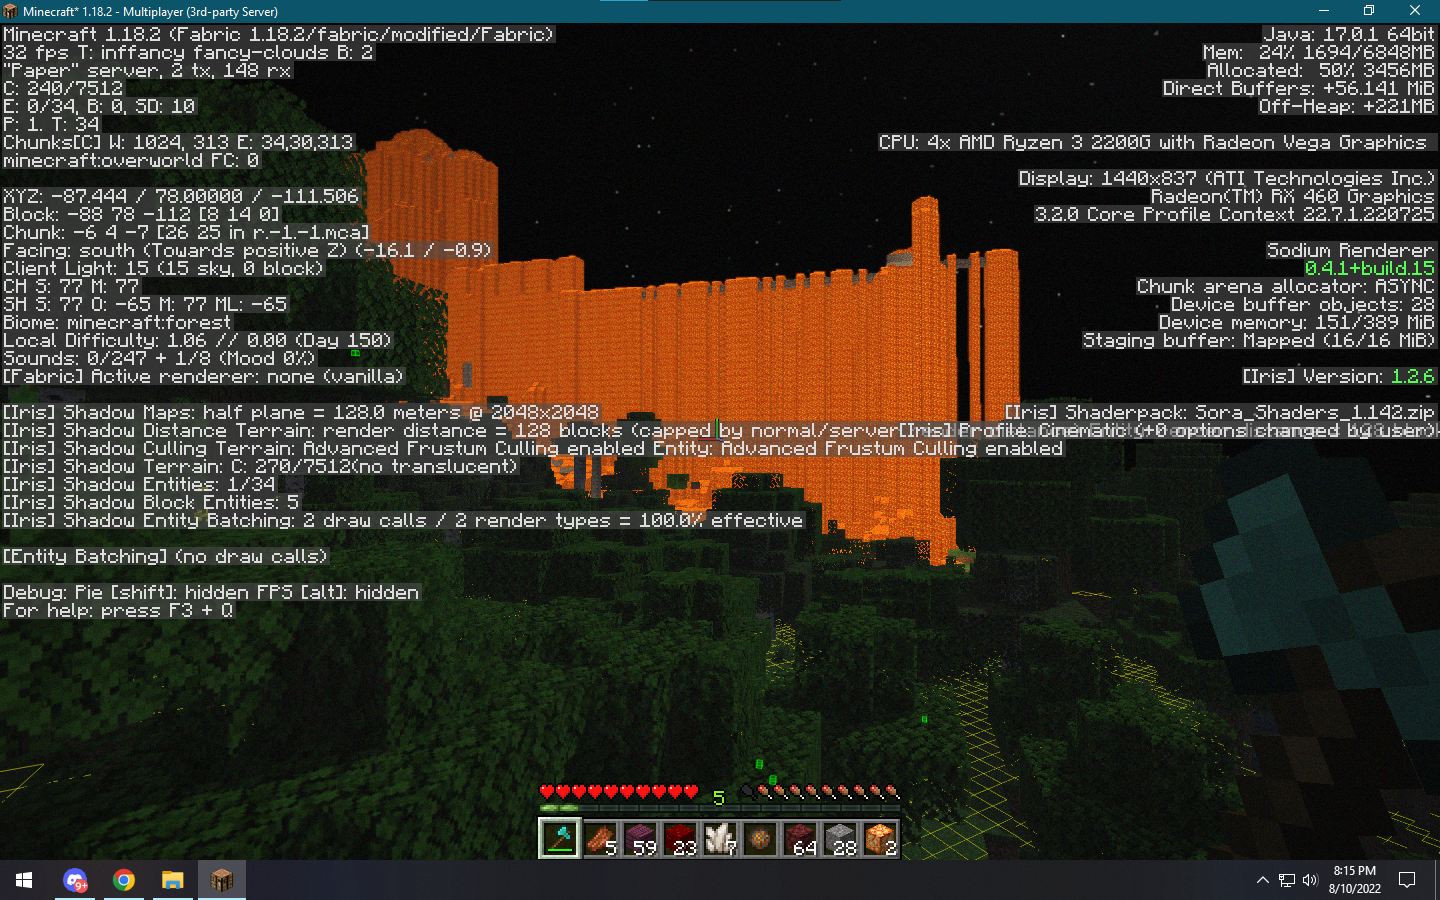 Minecraft* 1.18.2 - Multiplayer (3rd-party Server)
Minecraft 1.18.2 (Fabric 1.18.2/fabric/modified/Fabric)
32 fps T: inffancy fancy-clouds B: 2
"Paper" server, 2 tx, 148 rx
C: 240/7512
E: 0/34, B: 0, SD: 10
P: 1. T: 34
Chunks[C] W: 1024, 313 E: 34,30,313
minecraft:overworld FC: 0
XYZ: -87.444 / 78.00000 / -111.506
Block: -88 78 -112 [8 14 0]
Chunk: -6 4 -7 [26 25 in r.-1.-1.mca]
Facing: south (Towards positive Z) (-16.1 / -0.9)
Client Light: 15 (15 sky, 0 block)
CH S: 77 M: 77
SH S: 77 O: -65 M: 77 ML: -65
Biome: minecraft:forest
Local Difficulty: 1.06 // 0.00 (Day 150)
Sounds: 0/247 + 1/8 (Mood 0%)
[Fabric] Active renderer: none (vanilla)
[Iris] Shadow Maps: half plane = 128.0 meters @ 2048x2048
[Iris] Shadow Distance Terrain: render distance = 128 blocks (capped by normal/server
[Iris] Shadow Culling Terrain: Advanced Frustum Culling enabled Entity: Advanced Frustum Culling enabled
[Iris] Shadow Terrain: C: 270/7512(no translucent)
[Iris] Shadow Entities: 1/34
[Iris] Shadow Block Entities: 5
[Iris] Shadow Entity Batching: 2 draw calls / 2 render types = 100.0% effective
[Entity Batching] (no draw calls)
Debug: Pie [shift]: hidden FPS [alt]: hidden
For help: press F3 + Q
Java: 17.0.1 64bit
Mem: 24% 1694/6848MB
Allocated: 50% 3456MB
Direct Buffers: +56.141 MiB
Off-Heap: +221MB
CPU: 4x AMD Ryzen 3 2200G with Radeon Vega Graphics
Display: 1440x837 (ATI Technologies Inc.)
Radeon(TM) RX 460 Graphics
3.2.0 Core Profile Context 22.7.1.220725
Sodium Renderer
0.4.1+build.15
Chunk arena allocator: ASYNC
Device buffer objects: 28
Device memory: 151/389 MiB
Staging buffer: Mapped (16/16 MiB)
[Iris] Version: 1.2.6
[Iris] Shaderpack: Sora_Shaders_1.142.zip
[Iris] Profile: Cinematic (+0 options changed by user)
5
5 59 23 7 64 28 2
9+
8:15 PM
8/10/2022